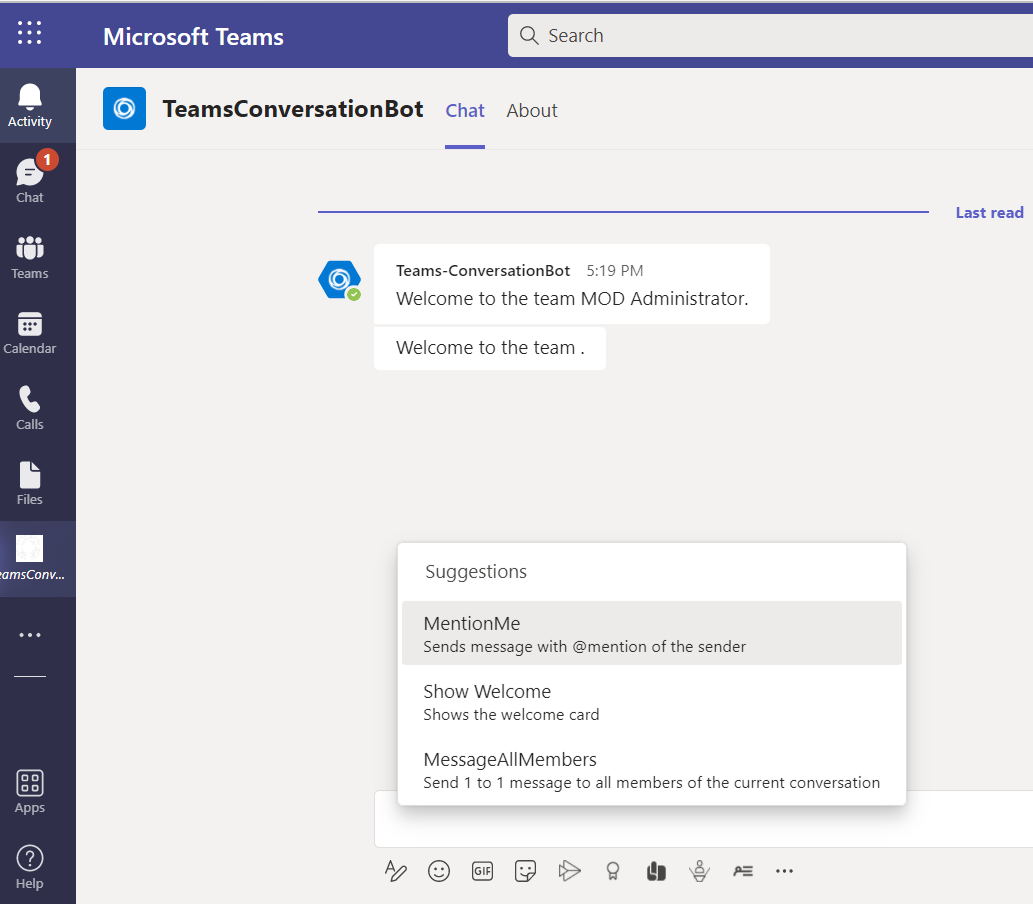 Microsoft Teams
Search
Activity
1
Chat
Teams
Calendar
Calls
Files
eamsConv...
Apps
Help
TeamsConversationBot Chat About
Last read
Teams-ConversationBot 5:19 PM
Welcome to the team MOD Administrator.
Welcome to the team .
Suggestions
MentionMe
Sends message with @mention of the sender
Show Welcome
Shows the welcome card
MessageAllMembers
Send 1 to 1 message to all members of the current conversation
GIF